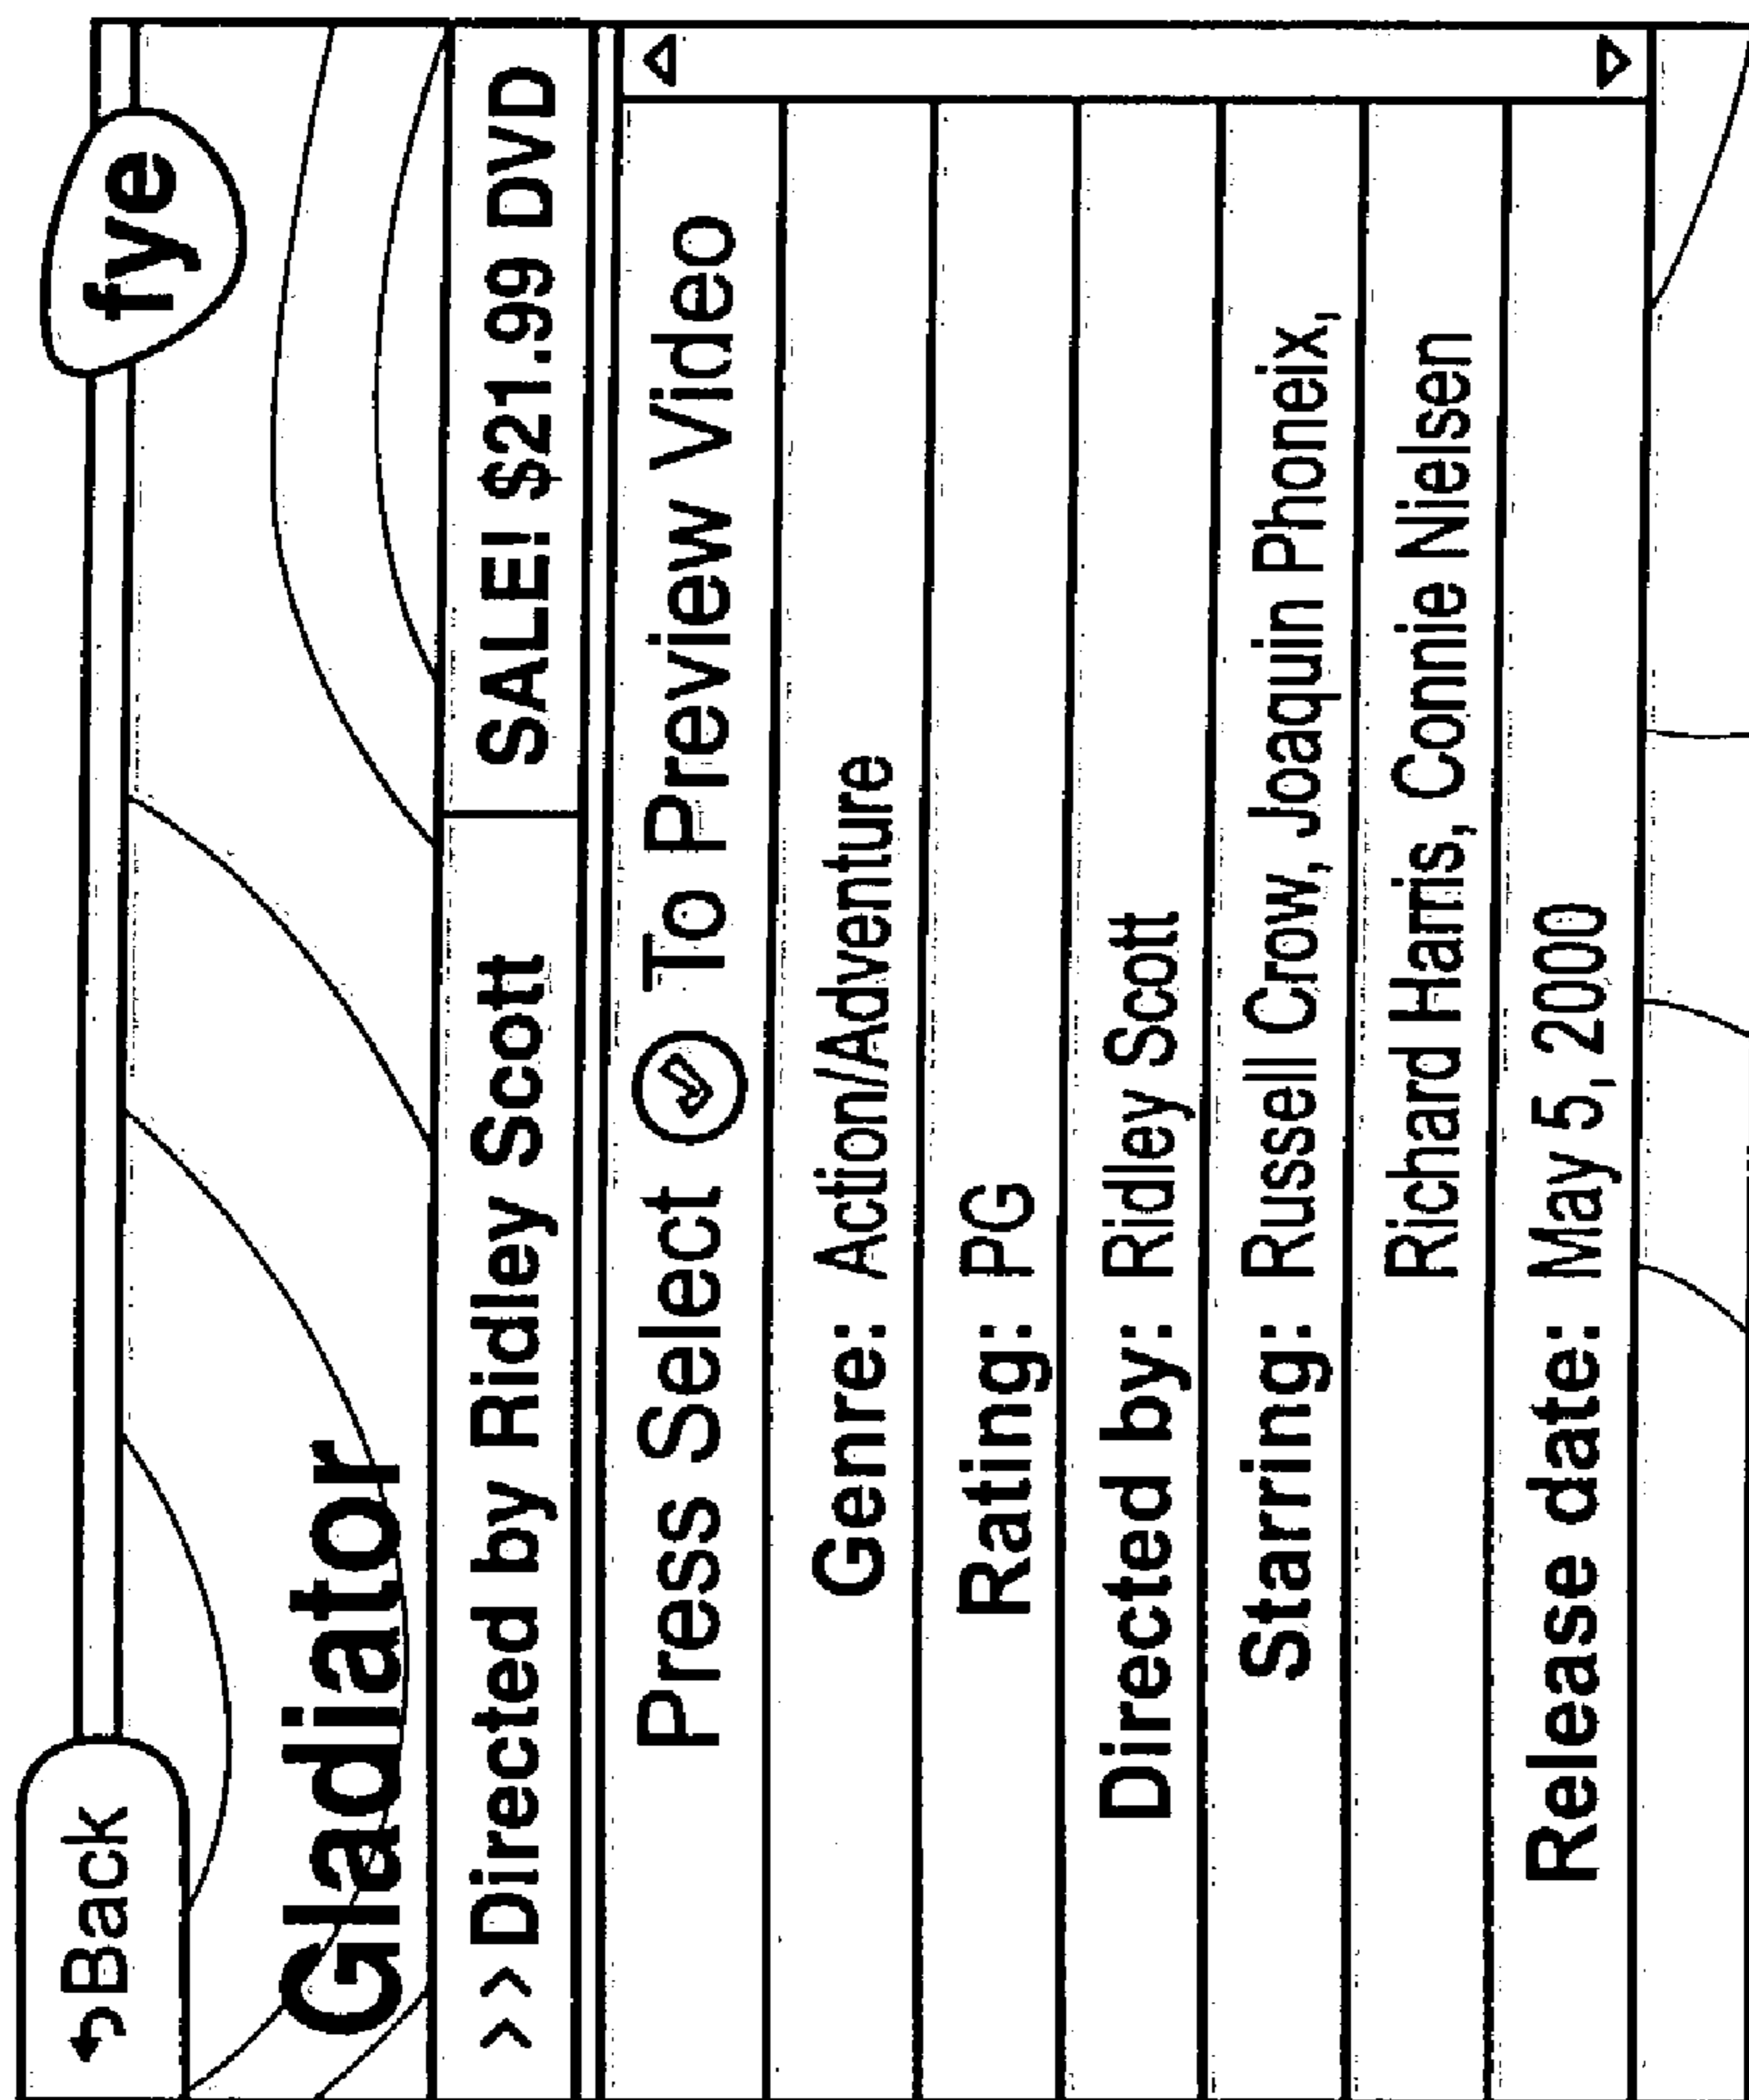 Back
fye
Gladiator
>>Directed by Ridley Scott
SALE! $21.99 DVD
Press Select To Preview Video
Genre: Action/Adventure
Rating: PG
Directed by: Ridley Scott
Starring: Russell Crow, Joaquin Phoneix,
Richard Harris, Connie Nielsen
Release date: May 5, 2000